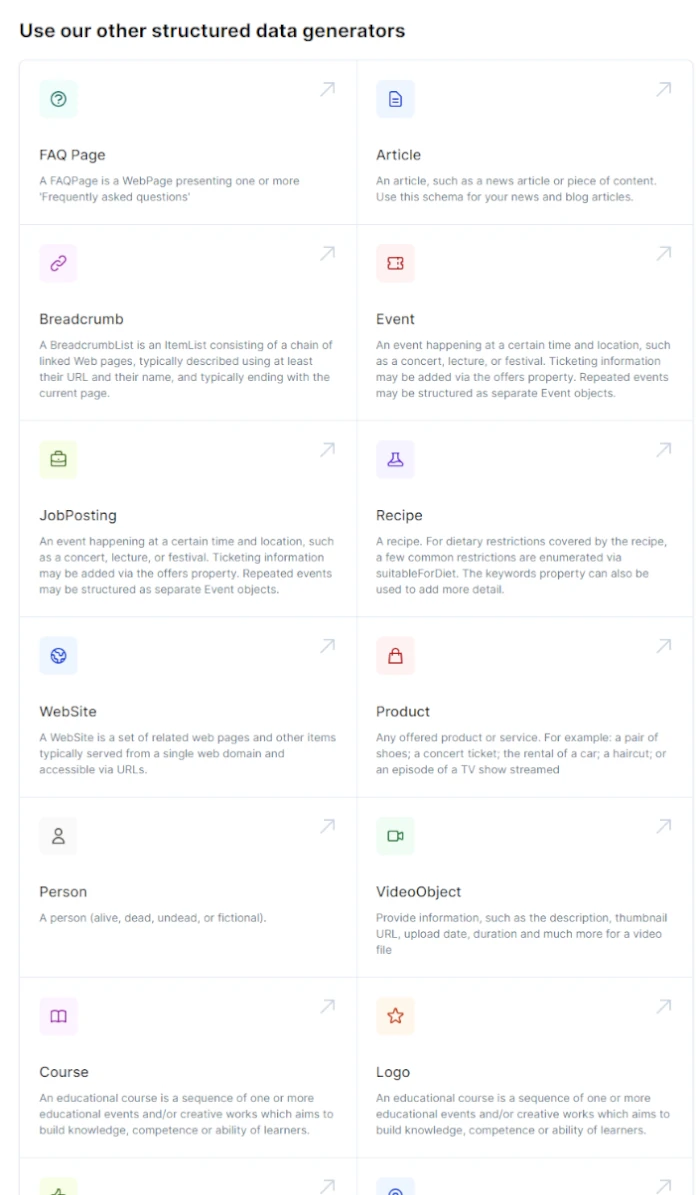 Use our other structured data generators
FAQ Page
A FAQPage is a WebPage presenting one or more
'Frequently asked questions'
Article
An article, such as a news article or piece of content.
Use this schema for your news and blog articles.
Breadcrumb
A BreadcrumbList is an ItemList consisting of a chain of
linked Web pages, typically described using at least
their URL and their name, and typically ending with the
current page.
Event
An event happening at a certain time and location, such
as a concert, lecture, or festival. Ticketing information
may be added via the offers property. Repeated events
may be structured as separate Event objects.
JobPosting
An event happening at a certain time and location, such
as a concert, lecture, or festival. Ticketing information
may be added via the offers property. Repeated events
may be structured as separate Event objects.
Recipe
A recipe. For dietary restrictions covered by the recipe,
a few common restrictions are enumerated via
suitableForDiet. The keywords property can also be
used to add more detail.
WebSite
A WebSite is a set of related web pages and other items
typically served from a single web domain and
accessible via URLs.
Product
Any offered product or service. For example: a pair of
shoes; a concert ticket; the rental of a car; a haircut; or
an episode of a TV show streamed
Person
A person (alive, dead, undead, or fictional).
VideoObject
Provide information, such as the description, thumbnail
URL, upload date, duration and much more for a video
file
Course
An educational course is a sequence of one or more
educational events and/or creative works which aims to
build knowledge, competence or ability of learners.
Logo
An educational course is a sequence of one or more
educational events and/or creative works which aims to
build knowledge, competence or ability of learners.